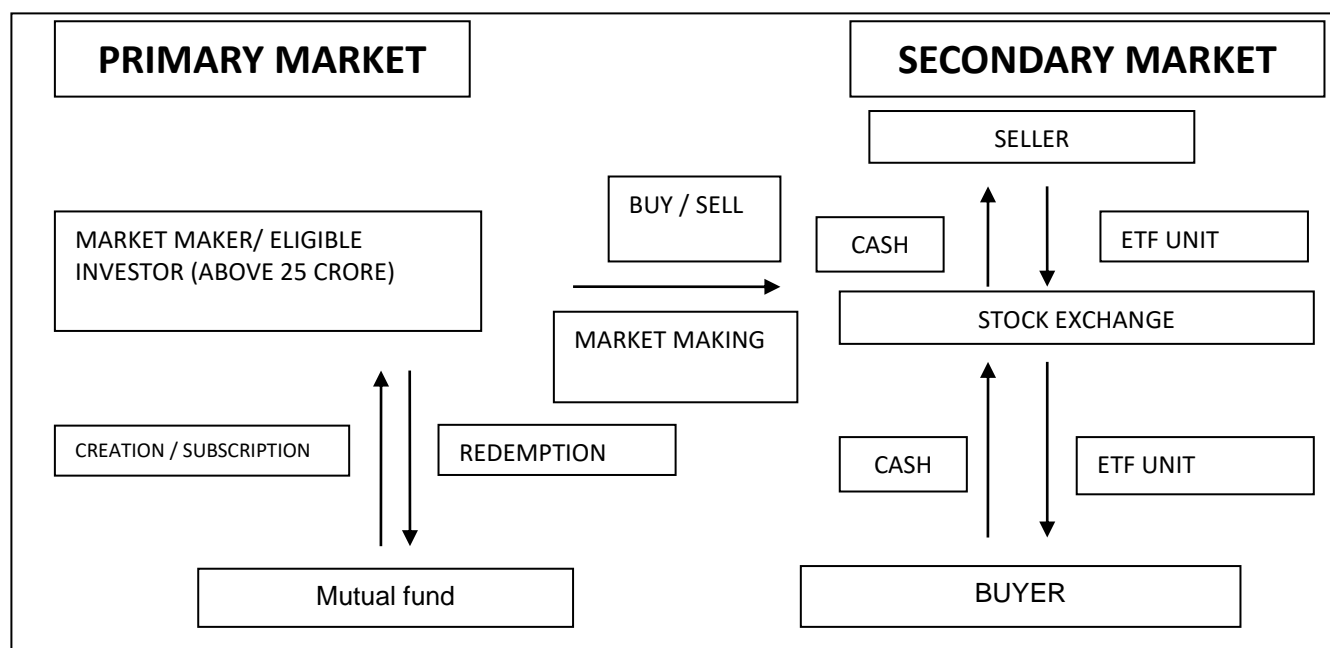 PRIMARY MARKET
SECONDARY MARKET
SELLER
BUY / SELL
MARKET MAKER/ ELIGIBLE
INVESTOR (ABOVE 25 CRORE)
CASH
ETF UNIT
STOCK EXCHANGE
MARKET MAKING
CREATION / SUBSCRIPTION
REDEMPTION
CASH
ETF UNIT
Mutual fund
BUYER